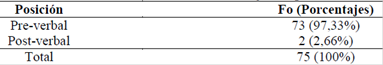 Posición Fo (Porcentajes)
Pre-verbal 73 (97,33%)
Post-verbal 2 (2,66%)
Total 75 (100%)